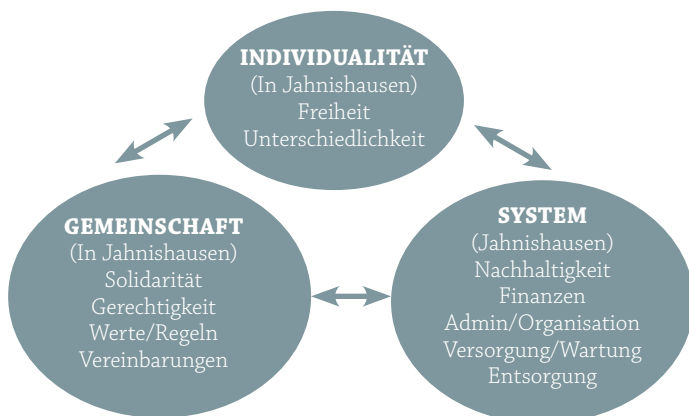 INDIVIDUALITÄT
(In Jahnishausen)
Freiheit
Unterschiedlichkeit
GEMEINSCHAFT
(In Jahnishausen)
Solidarität
Gerechtigkeit
Werte/Regeln
Vereinbarungen
SYSTEM
(Jahnishausen)
Nachhaltigkeit
Finanzen
Admin/Organisation
Versorgung/Wartung
Entsorgung